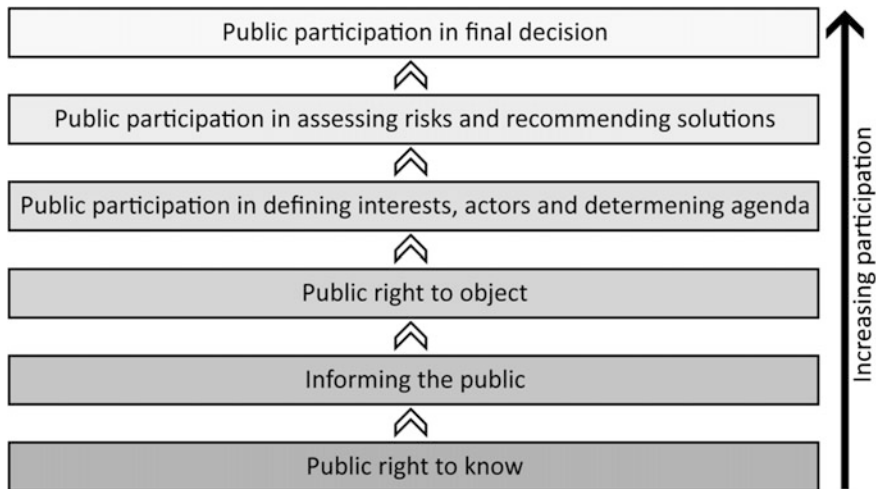 Public participation in final decision
Public participation in assessing risks and recommending solutions
Public participation in defining interests, actors and determening agenda
Public right to object
Informing the public
Public right to know
Increasing participation